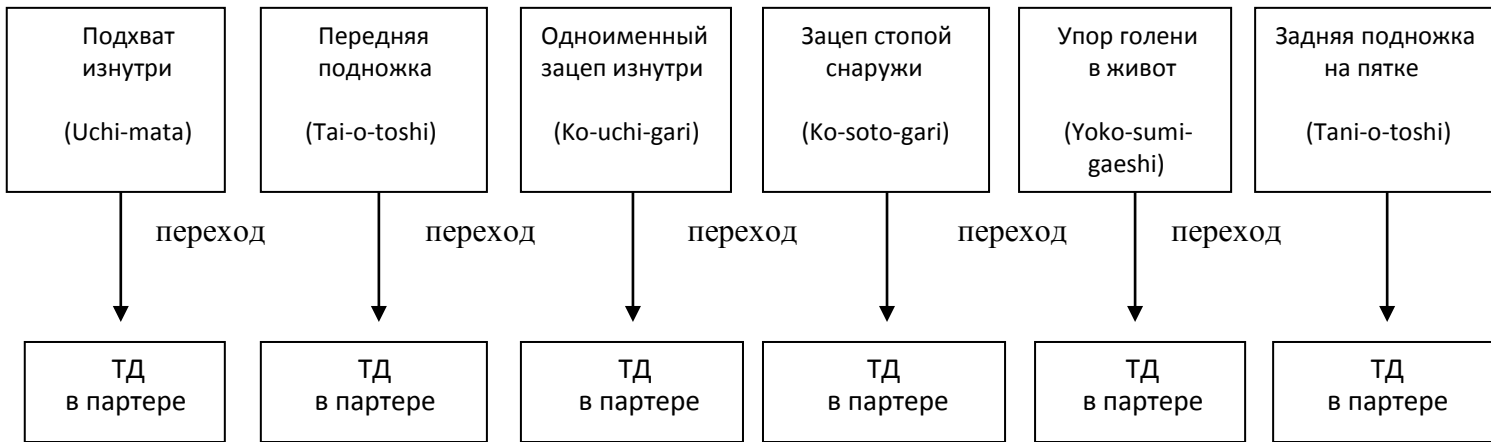 Подхват
изнутри
(Uchi-mata)
Передняя
подножка
(Tai-o-toshi)
Одноименный
зацеп изнутри
(Ko-uchi-gari)
Зацеп стопой
снаружи
(Ko-soto-gari)
Упор голени
в живот
(Yoko-sumi-
gaeshi)
Задняя подножка
на пятке
(Tani-o-toshi)
переход
переход
переход
переход
переход
ТД
в партере
ТД
в партере
ТД
в партере
ТД
в партере
ТД
в партере
ТД
в партере